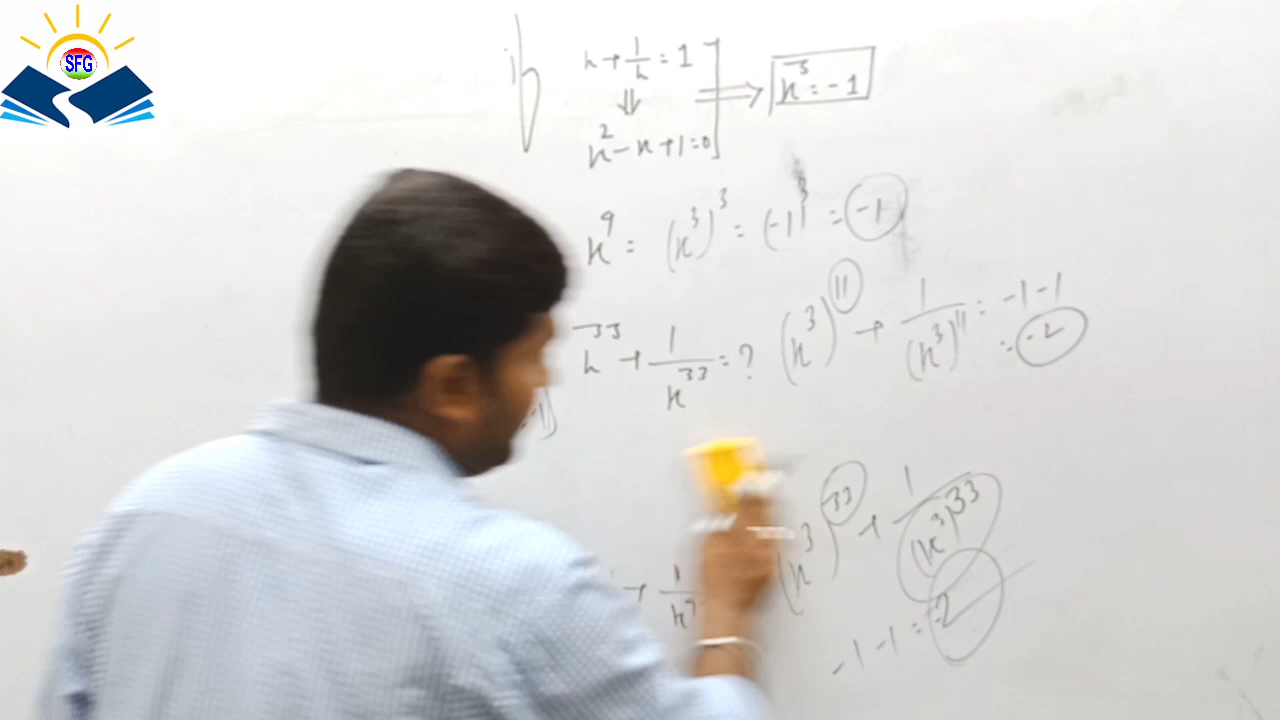 SFG
if x + 1/x = 1 ] ⟹ x³ = -1
⇓
x² - x + 1 = 0
x⁹ = (x³)³ = (-1)³ = -1
x³³ + 1/x³³ = ? (x³)¹¹ + 1/(x³)¹¹ = -1 -1
= -2
(x³)³³ + 1/(x³)³³
-1 -1 = -2